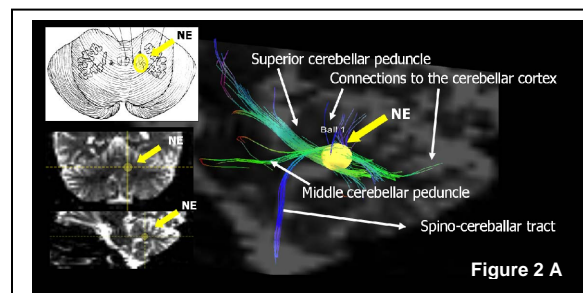 NE
Superior cerebellar peduncle
Connections to the cerebellar cortex
NE
Ball 1
NE
Middle cerebellar peduncle
NE
Spino-cereballar tract
Figure 2 A